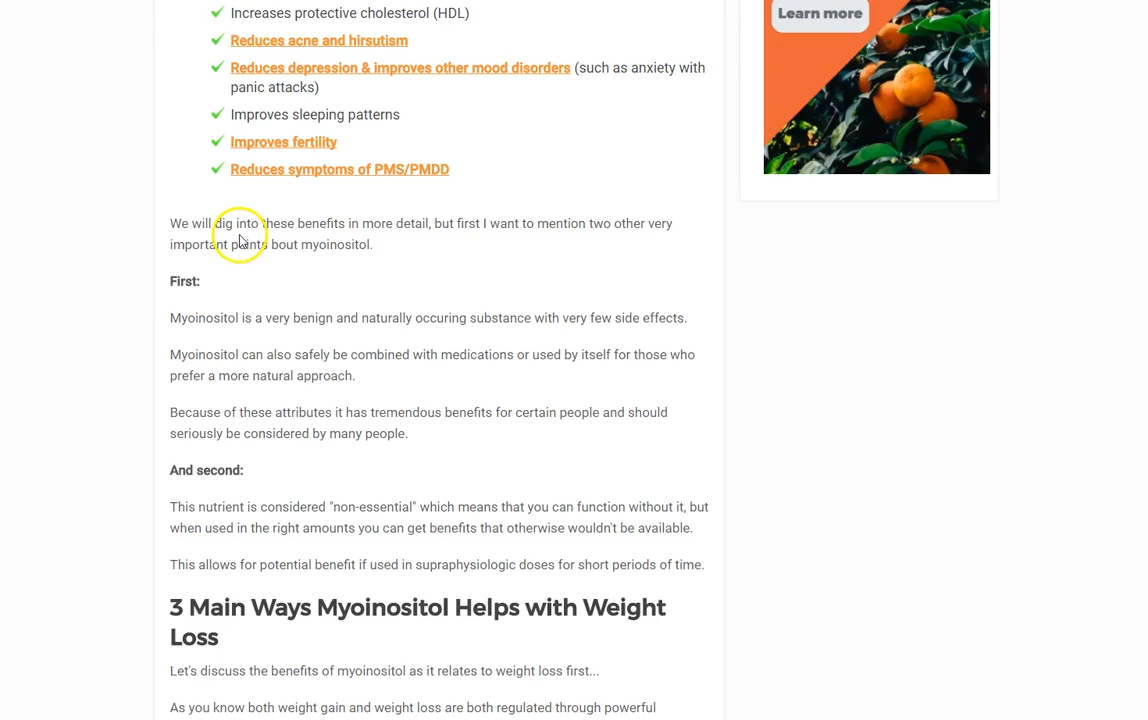 Increases protective cholesterol (HDL)
Learn more
Reduces acne and hirsutism
Reduces depression & improves other mood disorders (such as anxiety with
panic attacks)
Improves sleeping patterns
Improves fertility
Reduces symptoms of PMS/PMDD
We will dig into these benefits in more detail, but first I want to mention two other very
important points bout myoinositol.
First:
Myoinositol is a very benign and naturally occuring substance with very few side effects.
Myoinositol can also safely be combined with medications or used by itself for those who
prefer a more natural approach.
Because of these attributes it has tremendous benefits for certain people and should
seriously be considered by many people.
And second:
This nutrient is considered "non-essential" which means that you can function without it, but
when used in the right amounts you can get benefits that otherwise wouldn't be available.
This allows for potential benefit if used in supraphysiologic doses for short periods of time.
3 Main Ways Myoinositol Helps with Weight
Loss
Let's discuss the benefits of myoinositol as it relates to weight loss first...
As you know both weight gain and weight loss are both regulated through powerful